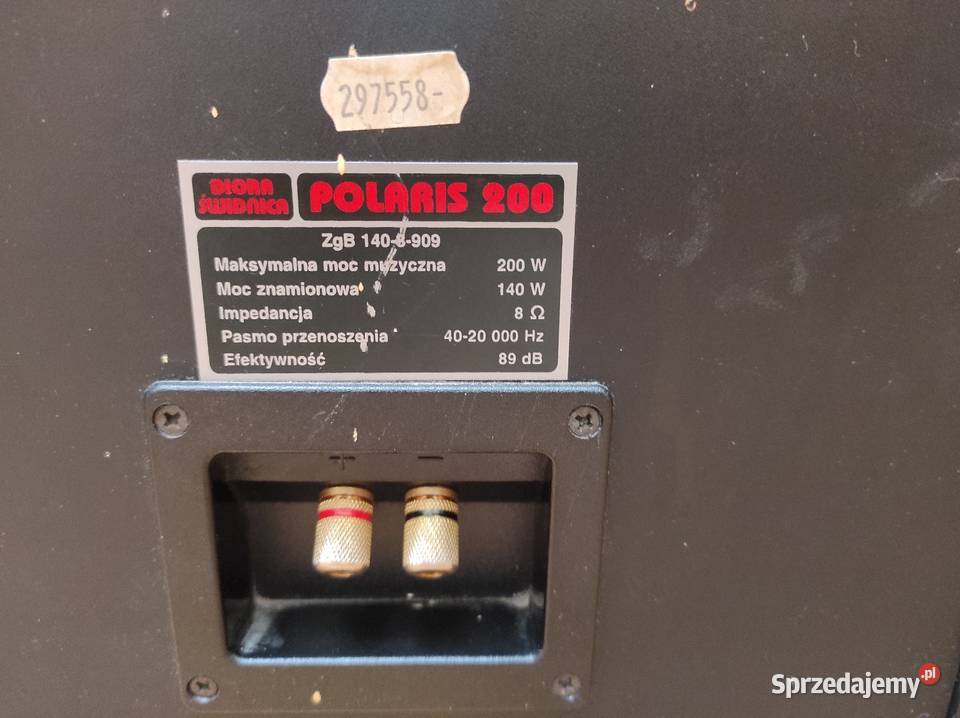 297558-
DIORA
ŚWIDNICA
POLARIS 200
ZgB 140-8-909
Maksymalna moc muzyczna 200 W
Moc znamionowa 140 W
Impedancja 8 Ω
Pasmo przenoszenia 40-20 000 Hz
Efektywność 89 dB
+ −
Sprzedajemy.pl